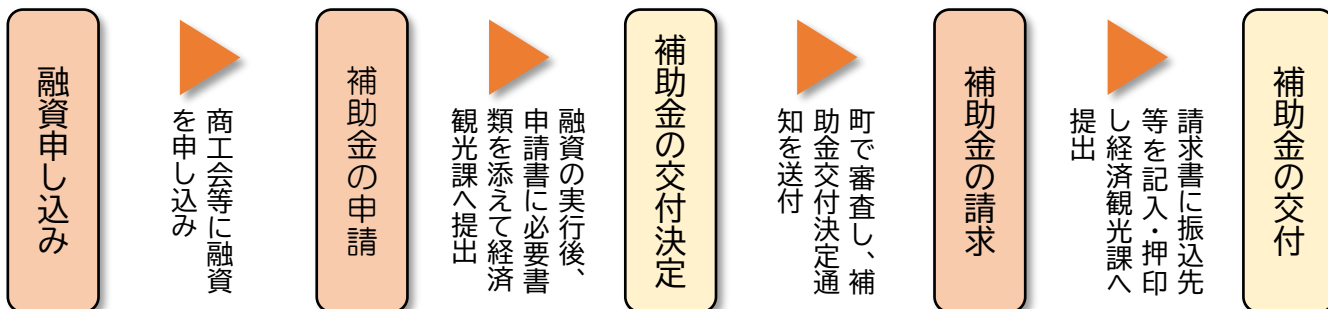 融資申し込み
商工会等に融資
を申し込み
補助金の申請
融資の実行後、
申請書に必要書
類を添えて経済
観光課へ提出
補助金の交付決定
町で審査し、補
助金交付決定通
知を送付
補助金の請求
請求書に振込先
等を記入・押印
し経済観光課へ
提出
補助金の交付